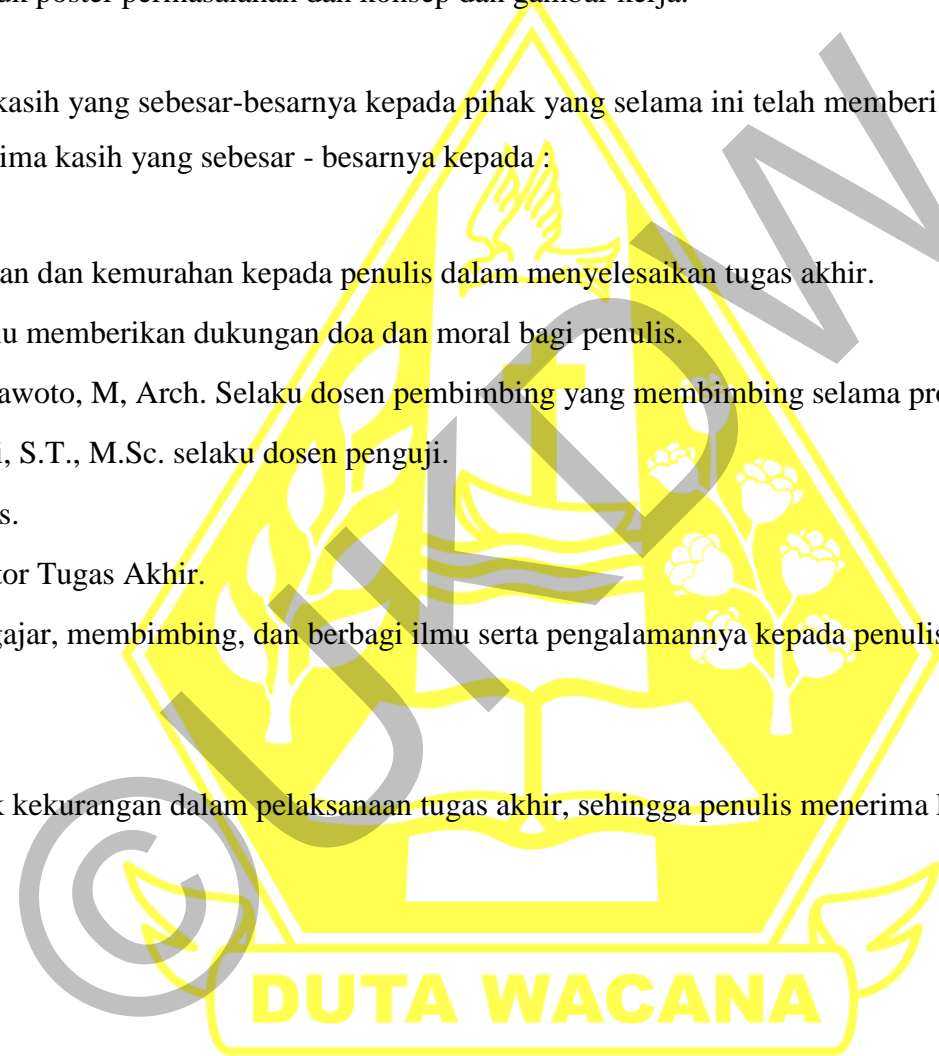 poster permasalahan dan konsep dan gambar kerja.
kasih yang sebesar-besarnya kepada pihak yang selama ini telah memberi
ima kasih yang sebesar - besarnya kepada :
an dan kemurahan kepada penulis dalam menyelesaikan tugas akhir.
u memberikan dukungan doa dan moral bagi penulis.
awoto, M, Arch. Selaku dosen pembimbing yang membimbing selama pro
i, S.T., M.Sc. selaku dosen penguji.
s.
tor Tugas Akhir.
gajar, membimbing, dan berbagi ilmu serta pengalamannya kepada penulis
k kekurangan dalam pelaksanaan tugas akhir, sehingga penulis menerima
©UKDW
DUTA WACANA